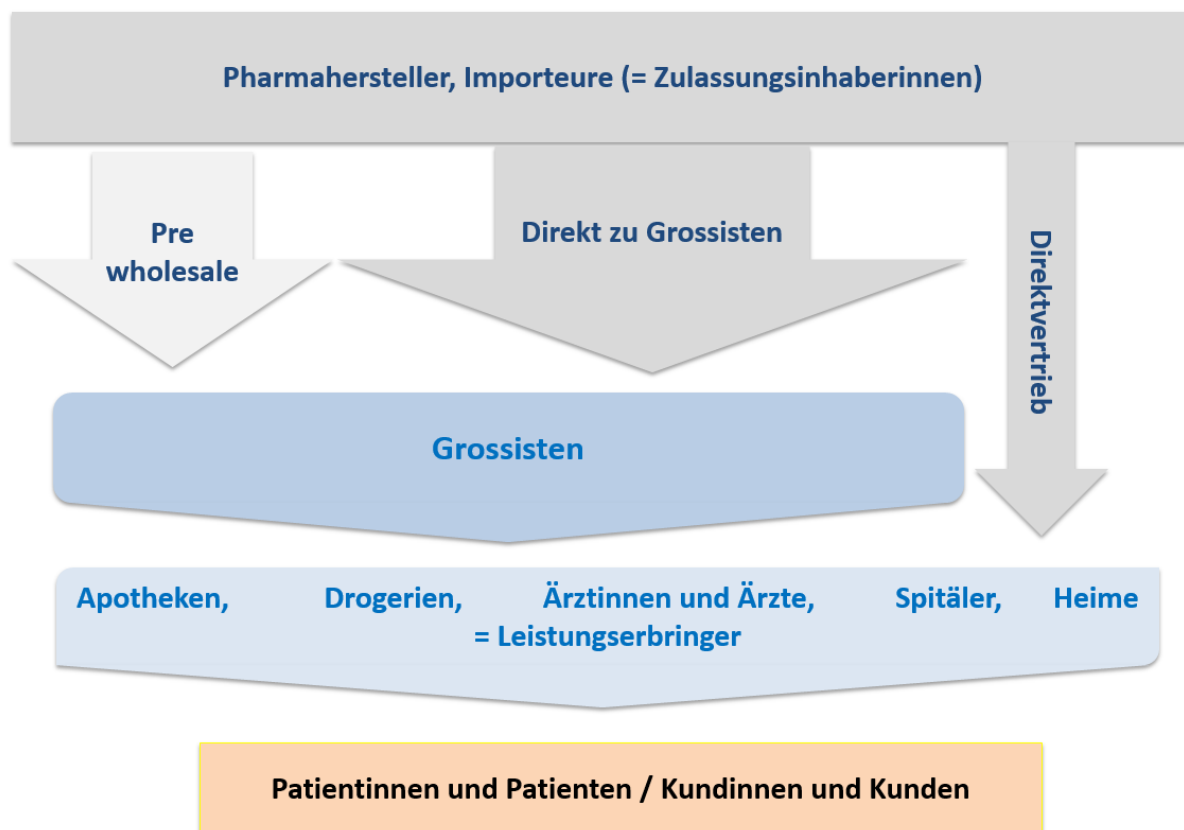 Pharmahersteller, Importeure (= Zulassungsinhaberinnen)
Pre
wholesale
Direkt zu Grossisten
Direktvertrieb
Grossisten
Apotheken, Drogerien, Ärztinnen und Ärzte, Spitäler, Heime
= Leistungserbringer
Patientinnen und Patienten / Kundinnen und Kunden